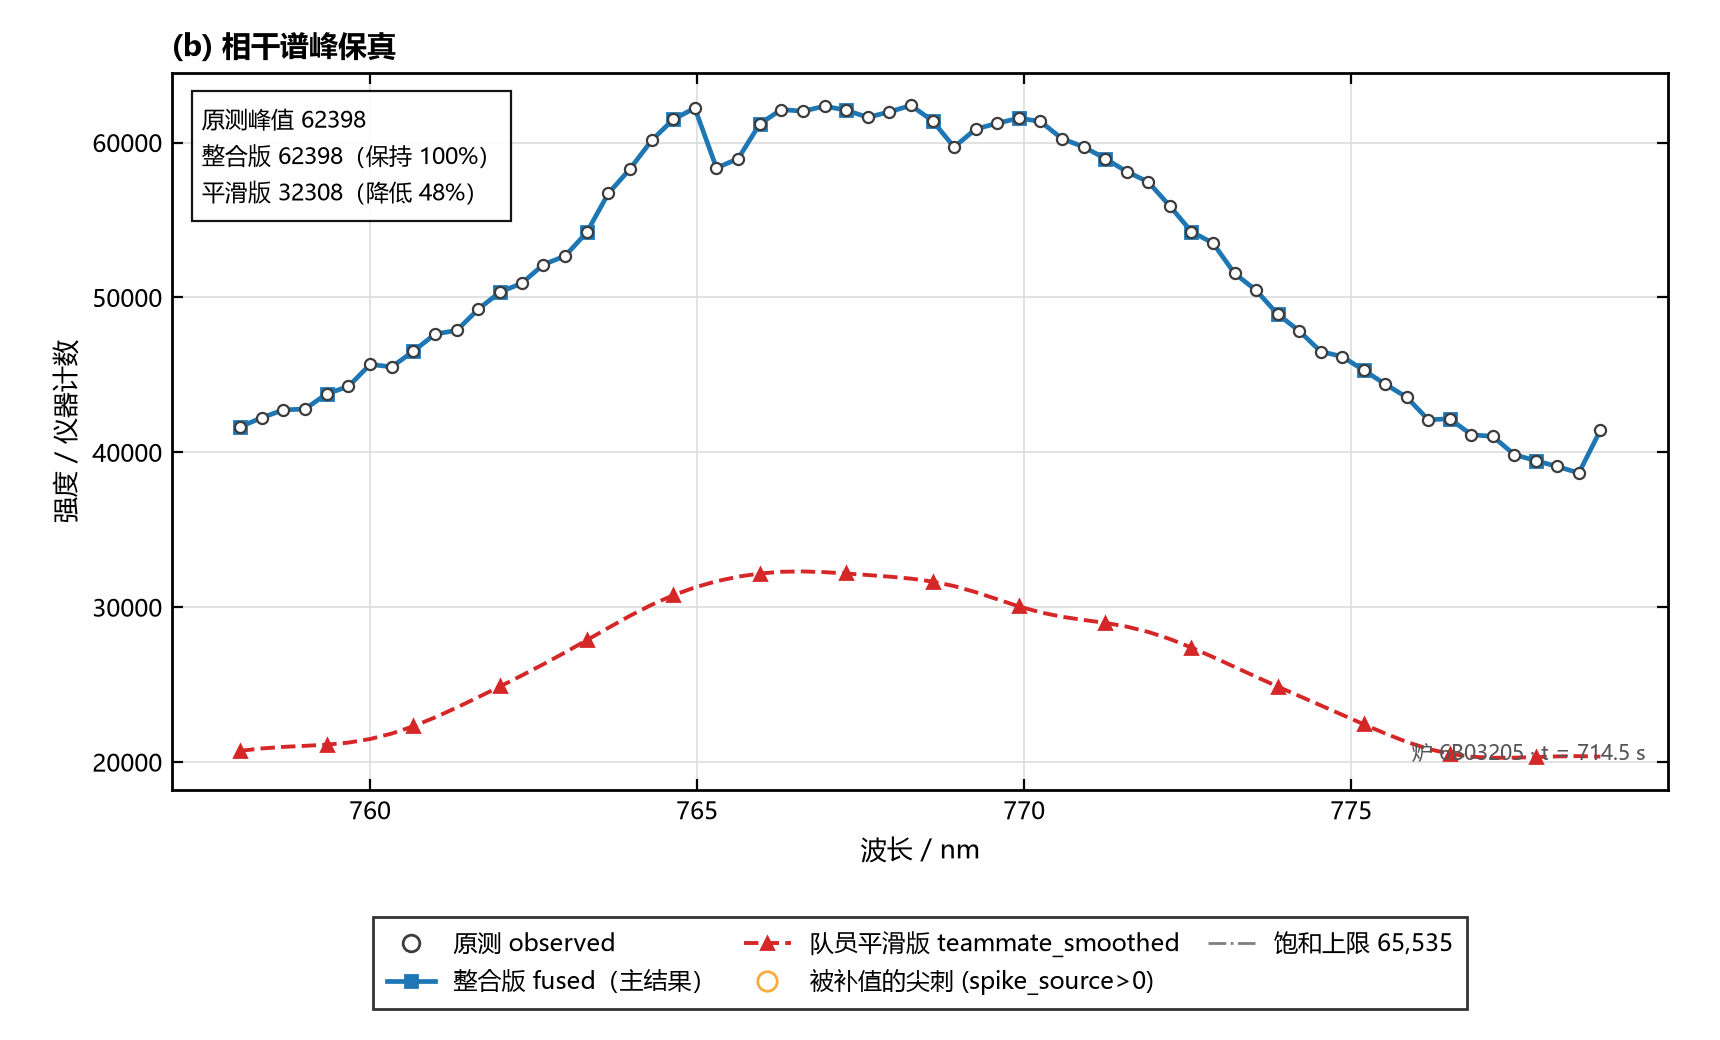 (b) 相干谱峰保真
原测峰值 62398
整合版 62398（保持 100%）
平滑版 32308（降低 48%）
强度 / 仪器计数
60000
50000
40000
30000
20000
炉 6B03205 · t = 714.5 s
760
765
770
775
波长 / nm
原测 observed
整合版 fused（主结果）
队员平滑版 teammate_smoothed
被补值的尖刺 (spike_source>0)
饱和上限 65,535